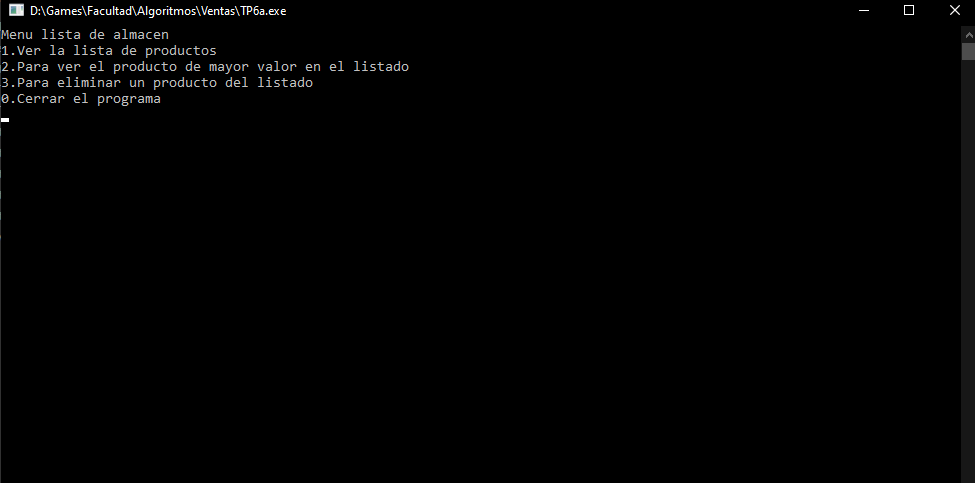 D:\Games\Facultad\Algoritmos\Ventas\TP6a.exe
Menu lista de almacen
1.Ver la lista de productos
2.Para ver el producto de mayor valor en el listado
3.Para eliminar un producto del listado
0.Cerrar el programa